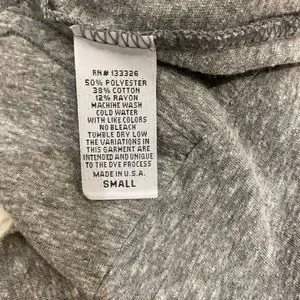 RN# 133326
50% POLYESTER
38% COTTON
12% RAYON
MACHINE WASH
COLD WATER
WITH LIKE COLORS
NO BLEACH
TUMBLE DRY LOW
THE VARIATIONS IN
THIS GARMENT ARE
INTENDED AND UNIQUE
TO THE DYE PROCESS
MADE IN U.S.A.
SMALL